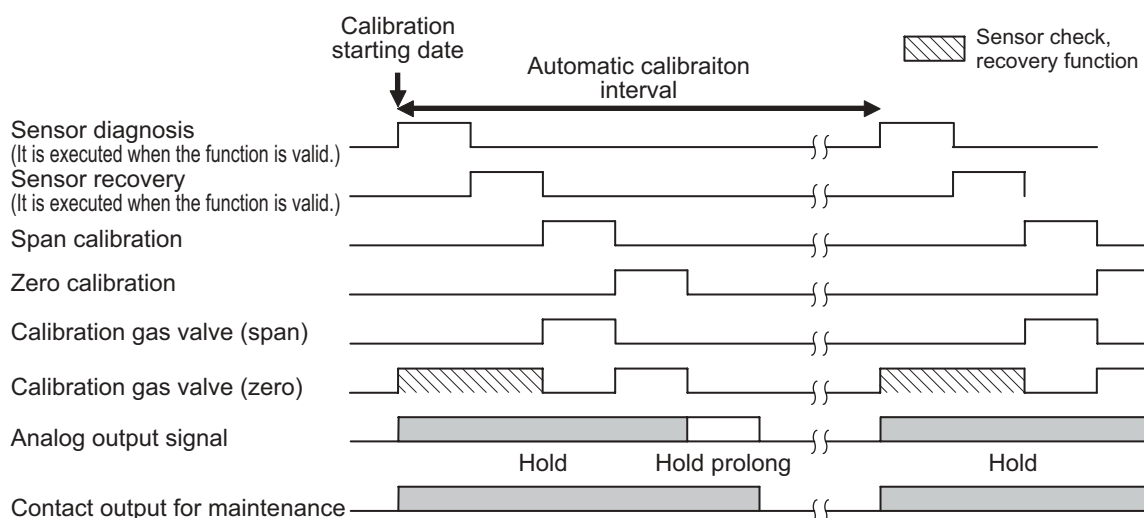 Calibration
starting date
Automatic calibraiton
interval
Sensor check,
recovery function
Sensor diagnosis
(It is executed when the function is valid.)
Sensor recovery
(It is executed when the function is valid.)
Span calibration
Zero calibration
Calibration gas valve (span)
Calibration gas valve (zero)
Analog output signal
Hold
Hold prolong
Hold
Contact output for maintenance